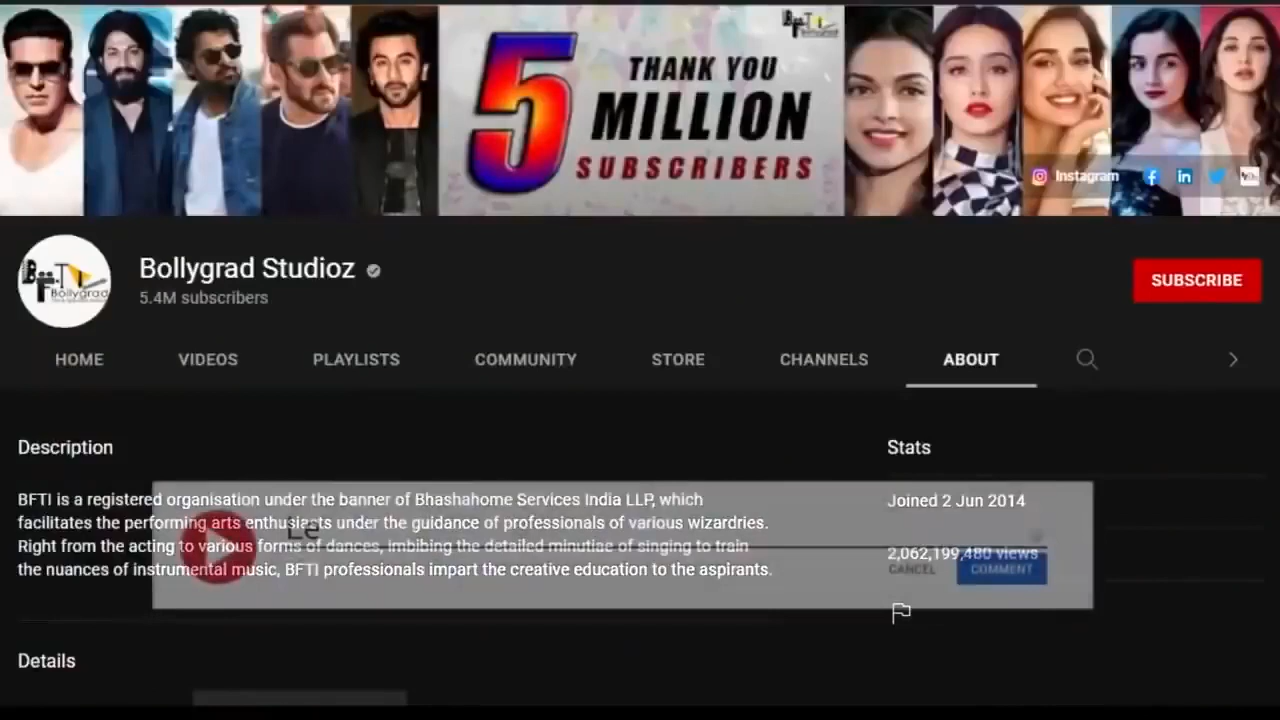 THANK YOU
MILLION
SUBSCRIBERS
5
Instagram
Bollygrad Studioz
5.4M subscribers
Bollygrad
SUBSCRIBE
HOME VIDEOS PLAYLISTS COMMUNITY STORE CHANNELS ABOUT
Description
BFTI is a registered organisation under the banner of Bhashahome Services India LLP, which
facilitates the performing arts enthusiasts under the guidance of professionals of various wizardries.
Right from the acting to various forms of dances, imbibing the detailed minutiae of singing to train
the nuances of instrumental music, BFTI professionals impart the creative education to the aspirants.
Stats
Joined 2 Jun 2014
2,062,199,480 views
Le
CANCEL COMMENT
Details